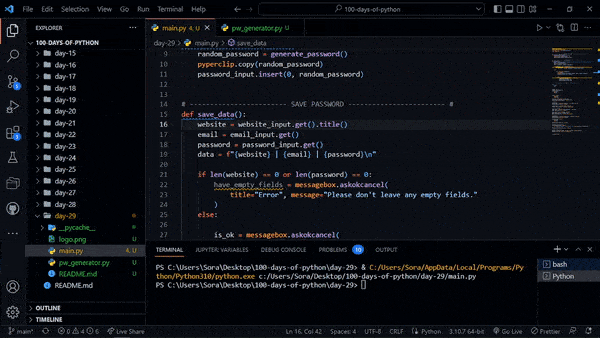 File Edit Selection View Go Run Terminal Help
100-days-of-python
EXPLORER
100-DAYS-OF-PYTHON
day-15
day-16
day-17
day-18
day-19
day-20
day-21
day-22
day-23
day-24
day-25
day-26
day-27
day-28
day-29
__pycache__
logo.png U
main.py 4, U
pw_generator.py U
README.md U
README.md
OUTLINE
TIMELINE
main.py 4, U
pw_generator.py U
day-29 > main.py > save_data
9 random_password = generate_password()
10 pyperclip.copy(random_password)
11 password_input.insert(0, random_password)
12
13
14 # ---------------------------- SAVE PASSWORD ---------------------------- #
15 def save_data():
16 website = website_input.get().title()
17 email = email_input.get()
18 password = password_input.get()
19 data = f"{website} | {email} | {password}\n"
20
21 if len(website) == 0 or len(password) == 0:
22 have_empty_fields = messagebox.askokcancel(
23 title="Error", message="Please don't leave any empty fields."
24 )
25 else:
26
27 is_ok = messagebox.askokcancel(
TERMINAL JUPYTER: VARIABLES DEBUG CONSOLE PROBLEMS 10 OUTPUT
PS C:\Users\Sora\Desktop\100-days-of-python\day-29> & C:/Users/Sora/AppData/Local/Programs/Py
thon/Python310/python.exe c:/Users/Sora/Desktop/100-days-of-python/day-29/main.py
PS C:\Users\Sora\Desktop\100-days-of-python\day-29>
bash
Python
main* 0 4 6 Live Share Ln 16, Col 42 Spaces: 4 UTF-8 CRLF Python 3.10.7 64-bit Go Live Prettier